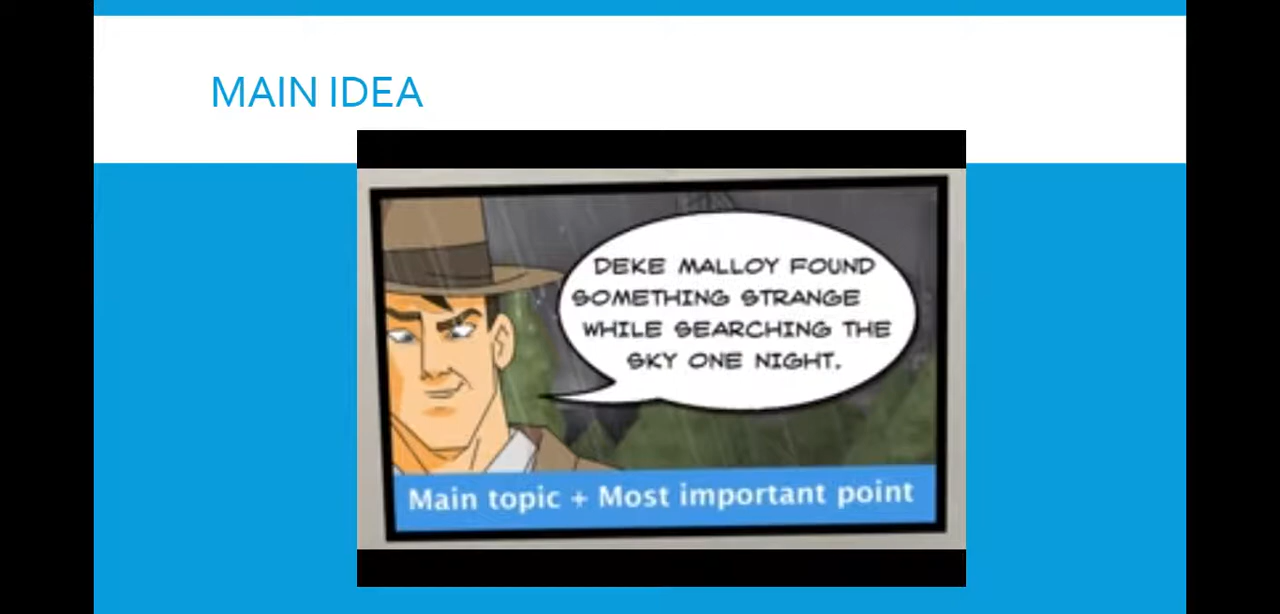 MAIN IDEA
DEKE MALLOY FOUND
SOMETHING STRANGE
WHILE SEARCHING THE
SKY ONE NIGHT.
Main topic + Most important point